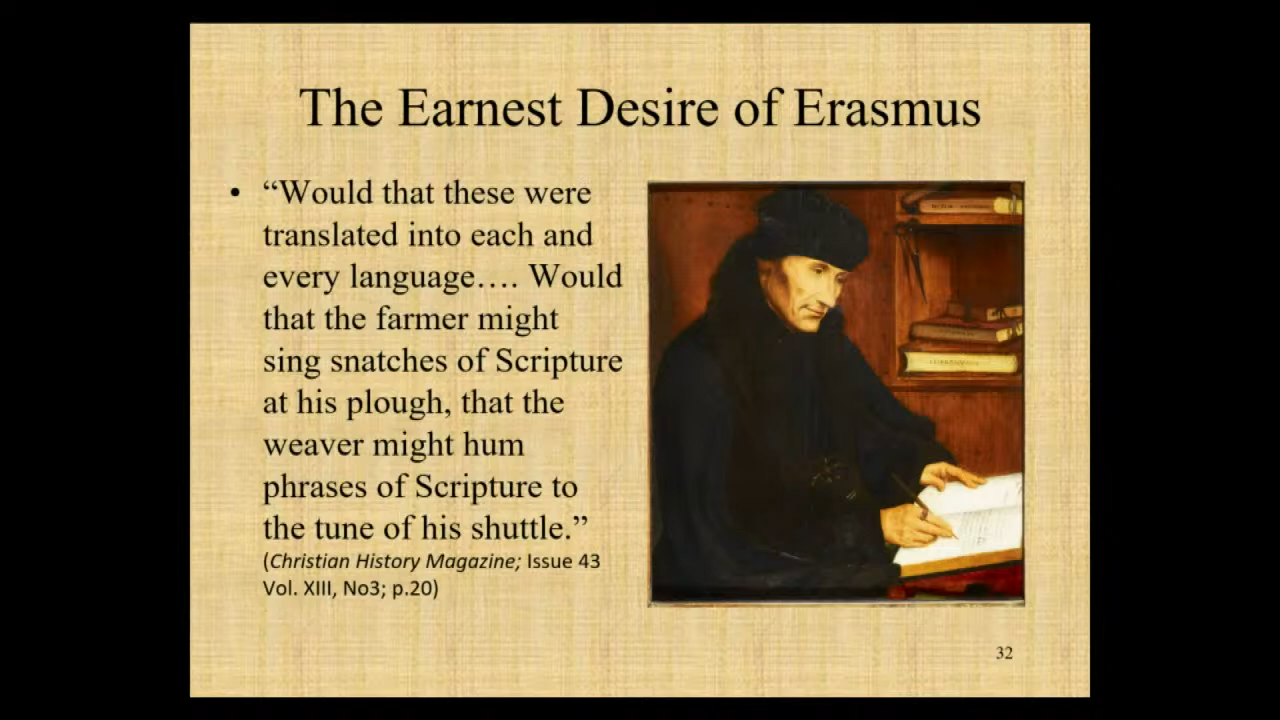 The Earnest Desire of Erasmus
• “Would that these were
translated into each and
every language…. Would
that the farmer might
sing snatches of Scripture
at his plough, that the
weaver might hum
phrases of Scripture to
the tune of his shuttle.”
(Christian History Magazine; Issue 43
Vol. XIII, No3; p.20)
32